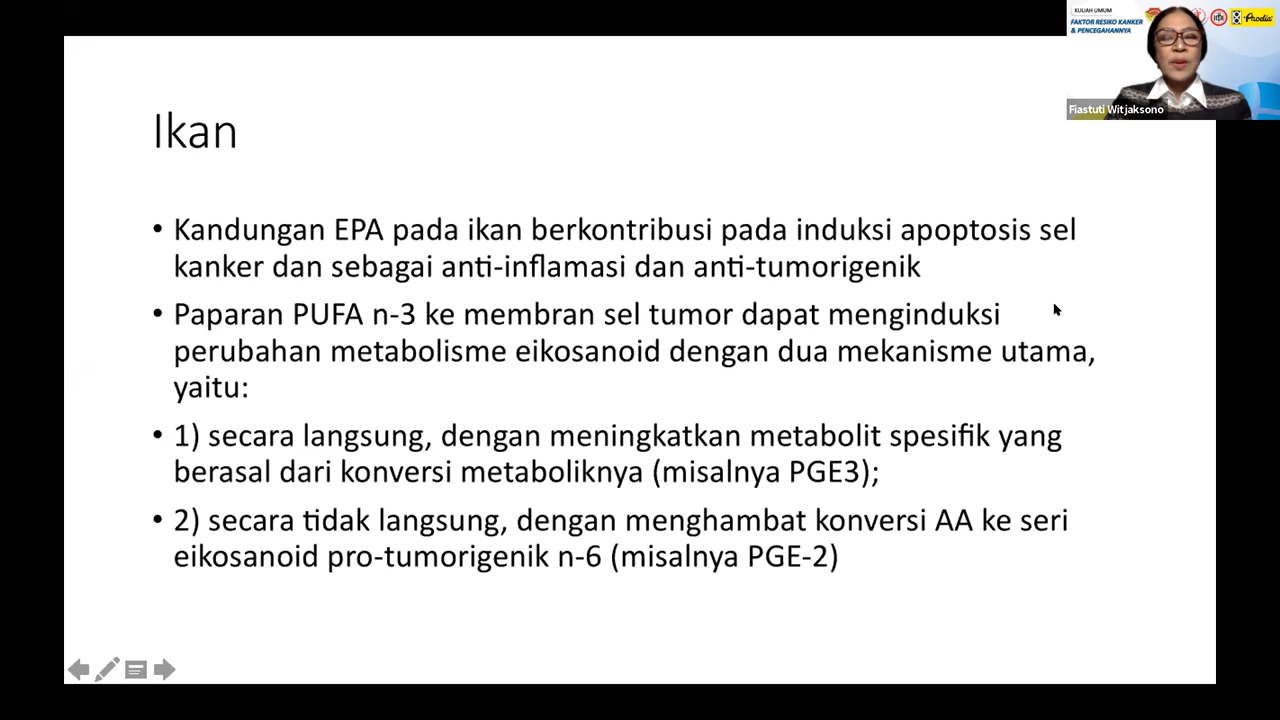 KULIAH UMUM
FAKTOR RESIKO KANKER
& PENCEGAHANNYA
Prodia
Fiastuti Witjaksono
Ikan
• Kandungan EPA pada ikan berkontribusi pada induksi apoptosis sel
kanker dan sebagai anti-inflamasi dan anti-tumorigenik
• Paparan PUFA n-3 ke membran sel tumor dapat menginduksi
perubahan metabolisme eikosanoid dengan dua mekanisme utama,
yaitu:
• 1) secara langsung, dengan meningkatkan metabolit spesifik yang
berasal dari konversi metaboliknya (misalnya PGE3);
• 2) secara tidak langsung, dengan menghambat konversi AA ke seri
eikosanoid pro-tumorigenik n-6 (misalnya PGE-2)